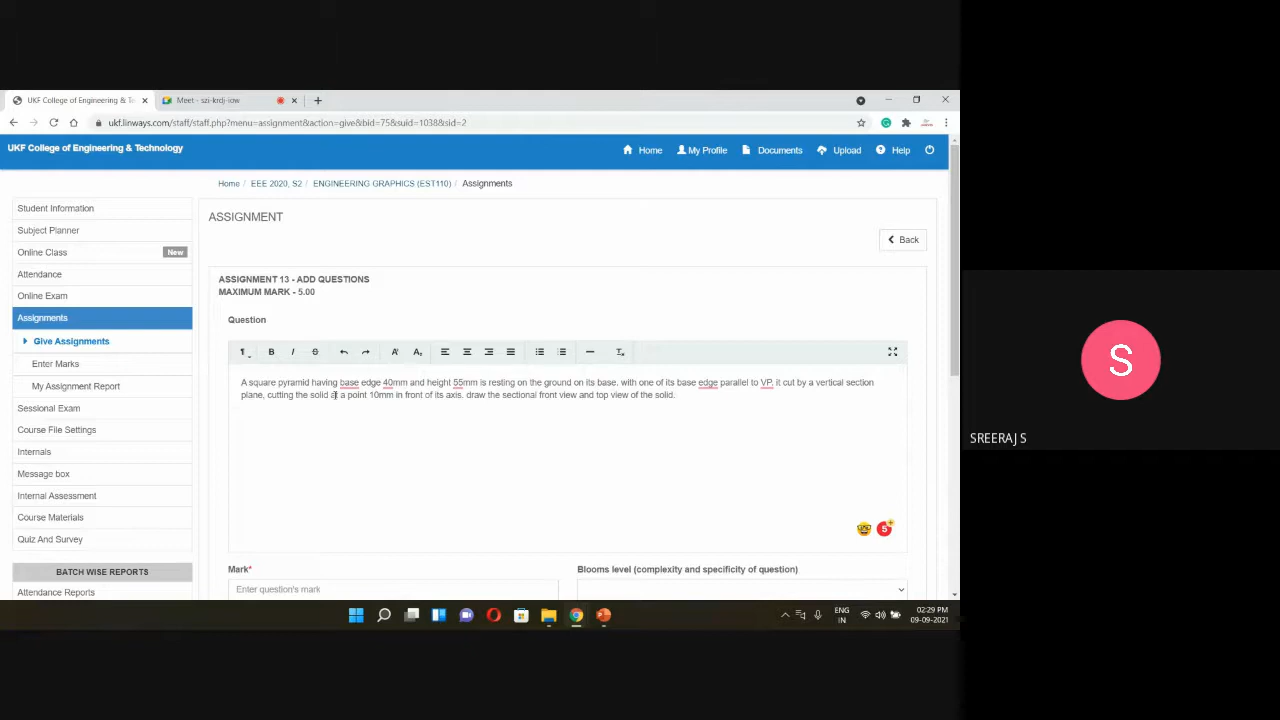 UKF College of Engineering & Te
Meet - szi-krdj-iow
ukf.linways.com/staff/staff.php?menu=assignment&action=give&bid=75&suid=1038&sid=2
UKF College of Engineering & Technology
Home
My Profile
Documents
Upload
Help
Home / EEE 2020, S2 / ENGINEERING GRAPHICS (EST110) / Assignments
Student Information
Subject Planner
Online Class
New
Attendance
Online Exam
Assignments
Give Assignments
Enter Marks
My Assignment Report
Sessional Exam
Course File Settings
Internals
Message box
Internal Assessment
Course Materials
Quiz And Survey
BATCH WISE REPORTS
Attendance Reports
ASSIGNMENT
Back
ASSIGNMENT 13 - ADD QUESTIONS
MAXIMUM MARK - 5.00
Question
A square pyramid having base edge 40mm and height 55mm is resting on the ground on its base. with one of its base edge parallel to VP, it cut by a vertical section
plane, cutting the solid at a point 10mm in front of its axis. draw the sectional front view and top view of the solid.
5
Mark*
Enter question's mark
Blooms level (complexity and specificity of question)
ENG
IN
02:29 PM
09-09-2021
S
SREERAJ S